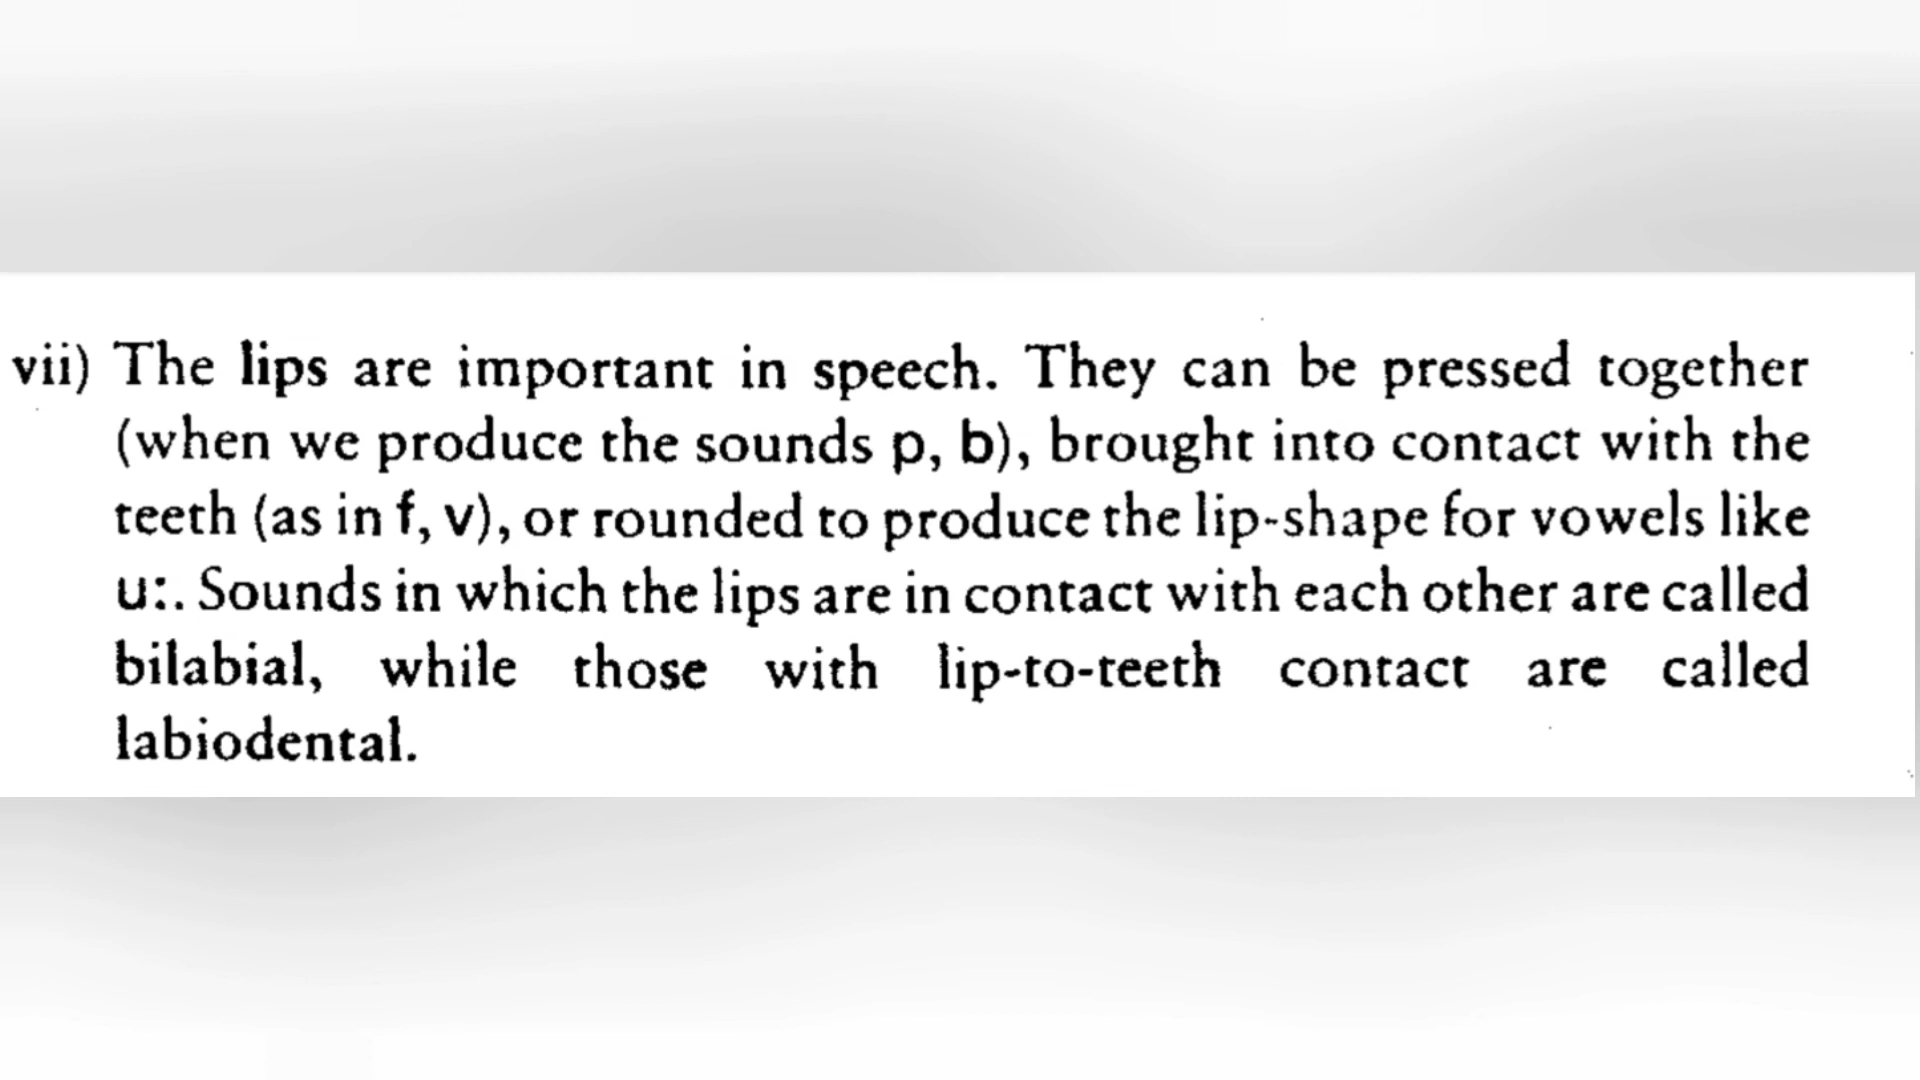 vii) The lips are important in speech. They can be pressed together
(when we produce the sounds p, b), brought into contact with the
teeth (as in f, v), or rounded to produce the lip-shape for vowels like
uː. Sounds in which the lips are in contact with each other are called
bilabial, while those with lip-to-teeth contact are called
labiodental.